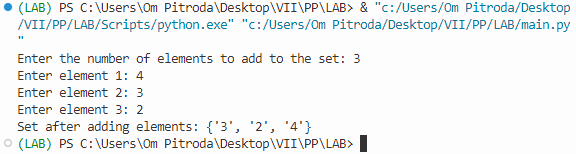 (LAB) PS C:\Users\Om Pitroda\Desktop\VII\PP\LAB> & "c:/Users/Om Pitroda/Desktop
/VII/PP/LAB/Scripts/python.exe" "c:/Users/Om Pitroda/Desktop/VII/PP/LAB/main.py
"
Enter the number of elements to add to the set: 3
Enter element 1: 4
Enter element 2: 3
Enter element 3: 2
Set after adding elements: {'3', '2', '4'}
(LAB) PS C:\Users\Om Pitroda\Desktop\VII\PP\LAB>